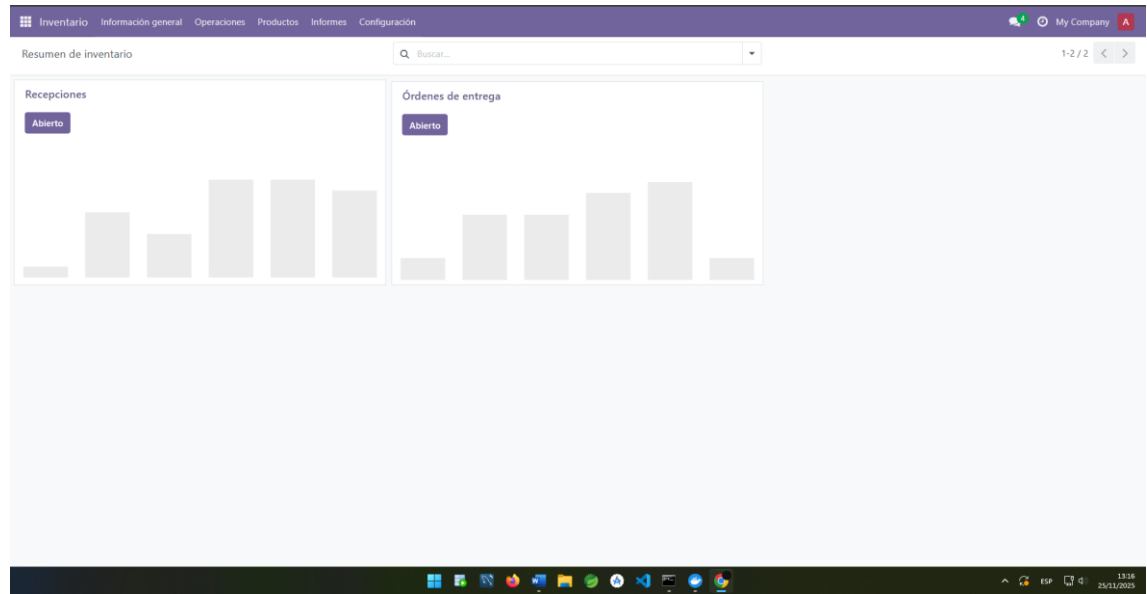 Inventario Información general Operaciones Productos Informes Configuración 4 My Company A
Resumen de inventario Buscar... 1-2 / 2
Recepciones
Abierto
Órdenes de entrega
Abierto
ESP 13:16
25/11/2025